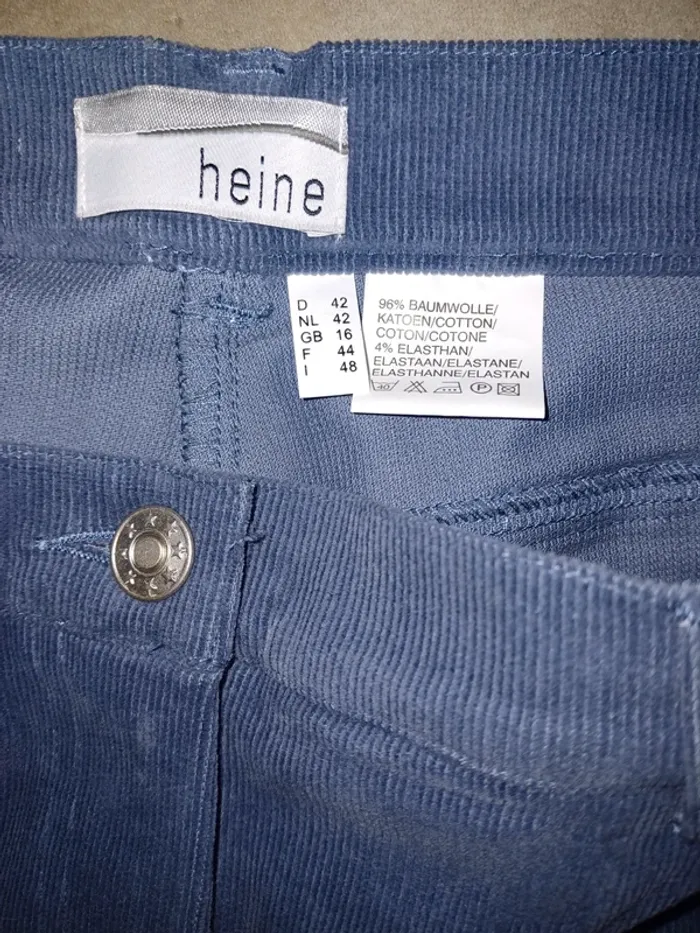 heine
D 42
NL 42
GB 16
F 44
I 48
96% BAUMWOLLE/
KATOEN/COTTON/
COTON/COTONE
4% ELASTHAN/
ELASTAAN/ELASTANE/
ELASTHANNE/ELASTAN
40 P